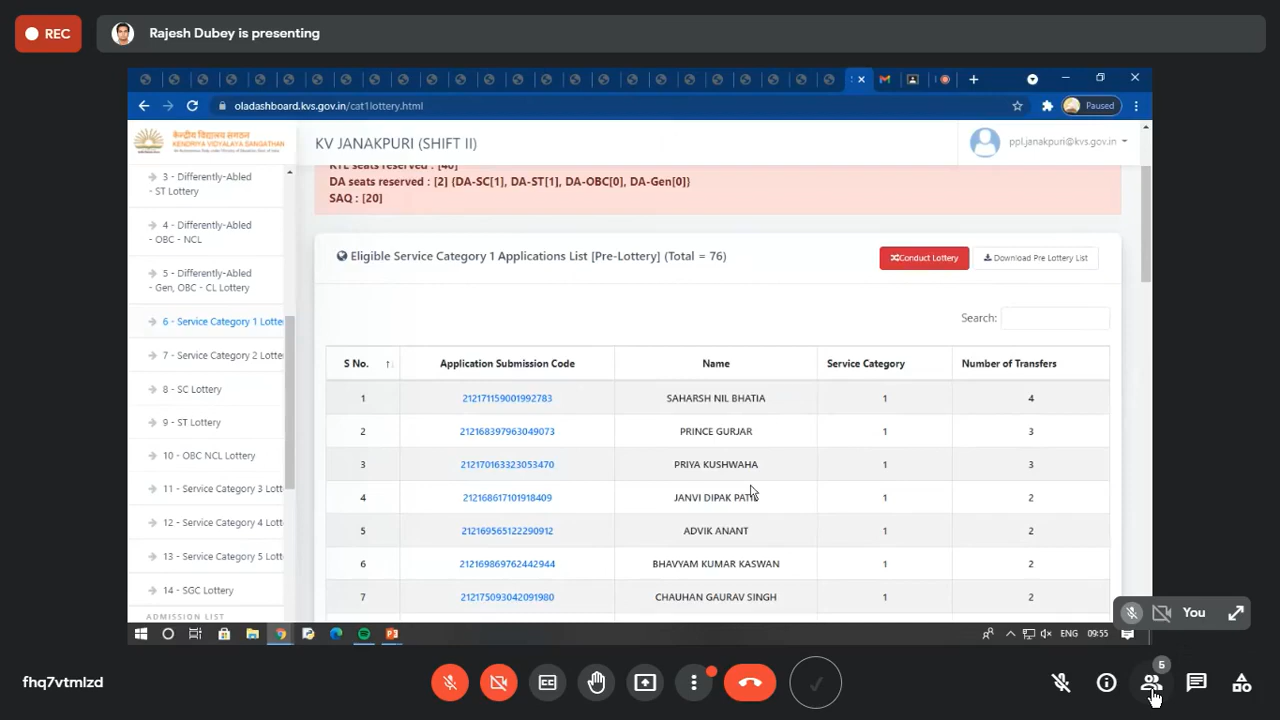 REC
Rajesh Dubey is presenting
oladashboard.kvs.gov.in/cat1lottery.html
Paused
केन्द्रीय विद्यालय संगठन
KENDRIYA VIDYALAYA SANGATHAN
KV JANAKPURI (SHIFT II)
ppl.janakpuri@kvs.gov.in
3 - Differently-Abled
- ST Lottery
4 - Differently-Abled
OBC - NCL
5 - Differently-Abled
- Gen, OBC - CL Lottery
6 - Service Category 1 Lotte
7 - Service Category 2 Lotte
8 - SC Lottery
9 - ST Lottery
10 - OBC NCL Lottery
11 - Service Category 3 Lott
12 - Service Category 4 Lott
13 - Service Category 5 Lott
14 - SGC Lottery
ADMISSION LIST
RTE seats reserved : [40]
DA seats reserved : [2] (DA-SC[1], DA-ST[1], DA-OBC[0], DA-Gen[0])
SAQ : [20]
Eligible Service Category 1 Applications List [Pre-Lottery] (Total = 76)
Conduct Lottery
Download Pre Lottery List
Search:
S No. Application Submission Code Name Service Category Number of Transfers
1 212171159001992783 SAHARSH NIL BHATIA 1 4
2 212168397963049073 PRINCE GURJAR 1 3
3 212170163323053470 PRIYA KUSHWAHA 1 3
4 212168617101918409 JANVI DIPAK 1 2
5 212169565122290912 ADVIK ANANT 1 2
6 212169869762442944 BHAVYAM KUMAR KASWAN 1 2
7 212175093042091980 CHAUHAN GAURAV SINGH 1 2
You
ENG
09:55
fhq7vtmlzd
5